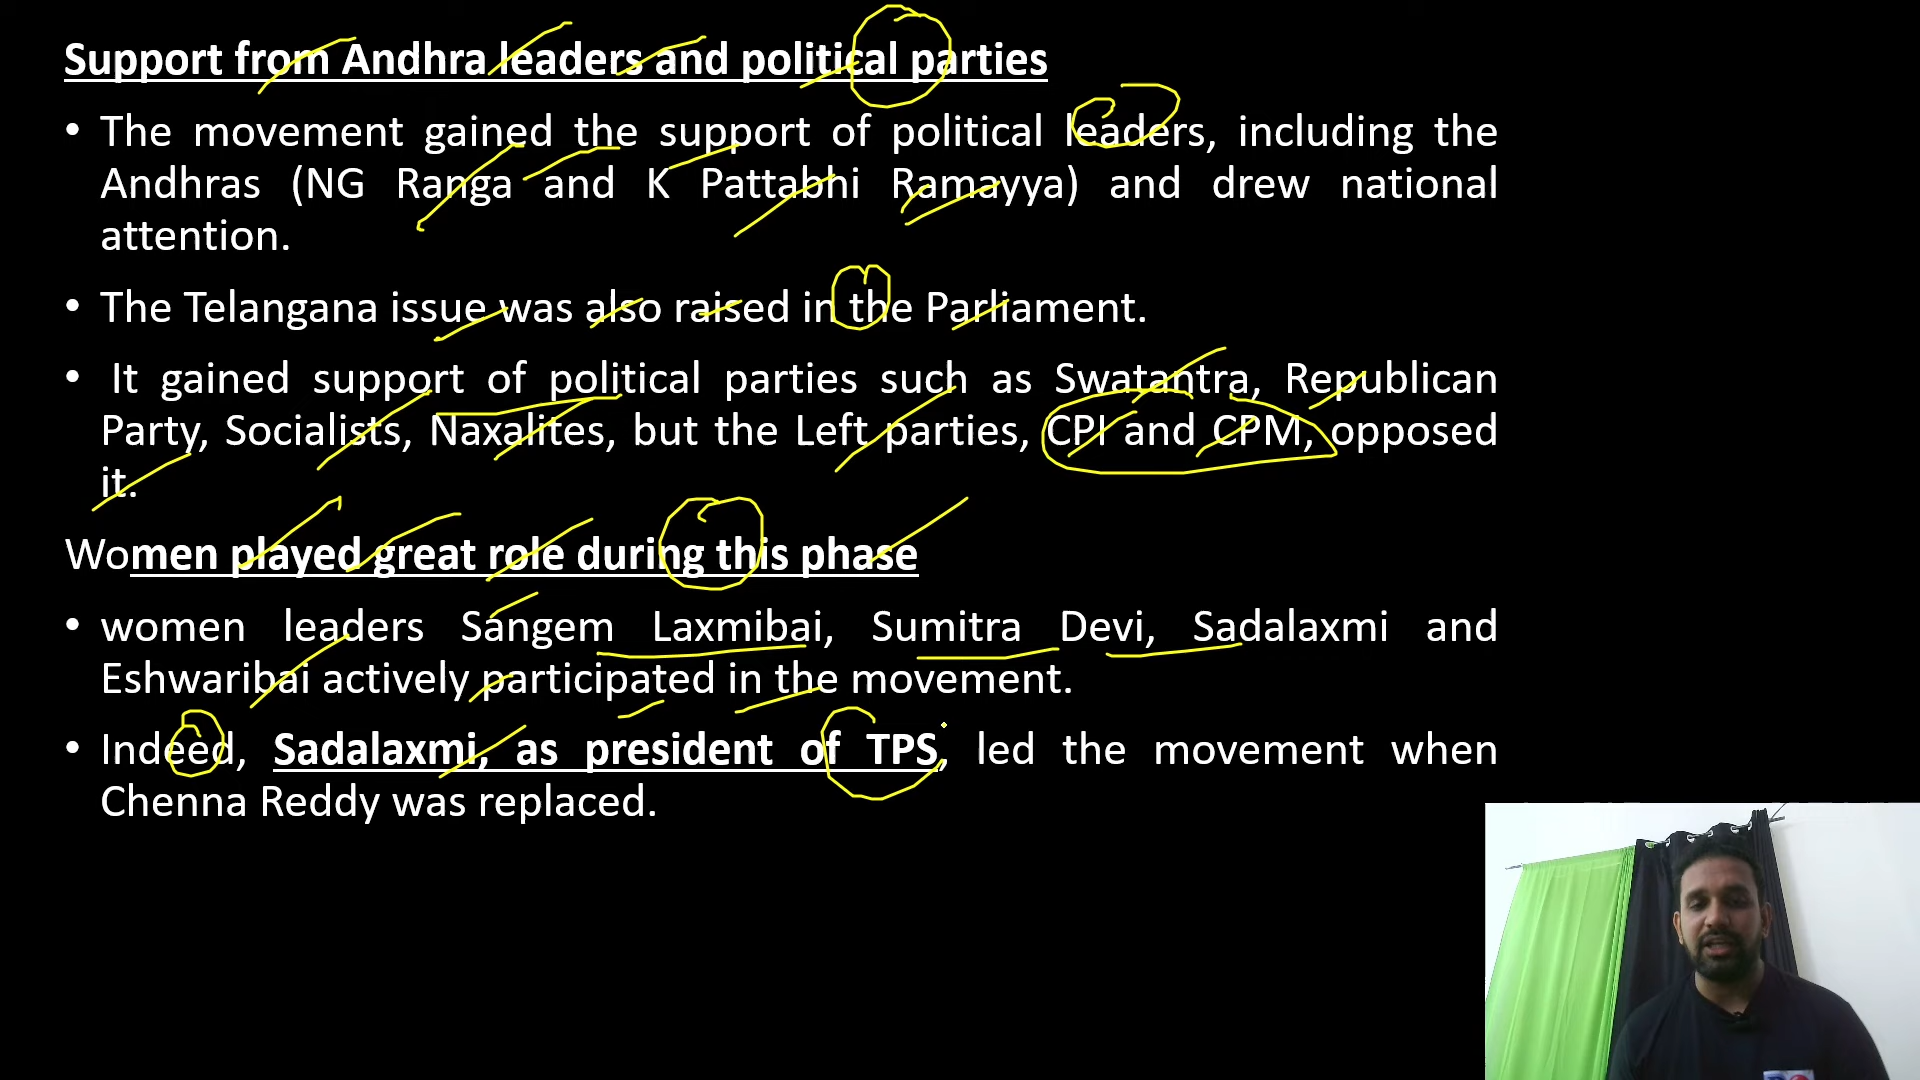 Support from Andhra leaders and political parties
• The movement gained the support of political leaders, including the
Andhras (NG Ranga and K Pattabhi Ramayya) and drew national
attention.
• The Telangana issue was also raised in the Parliament.
• It gained support of political parties such as Swatantra, Republican
Party, Socialists, Naxalites, but the Left parties, CPI and CPM, opposed
it.
Women played great role during this phase
• women leaders Sangem Laxmibai, Sumitra Devi, Sadalaxmi and
Eshwaribai actively participated in the movement.
• Indeed, Sadalaxmi, as president of TPS, led the movement when
Chenna Reddy was replaced.